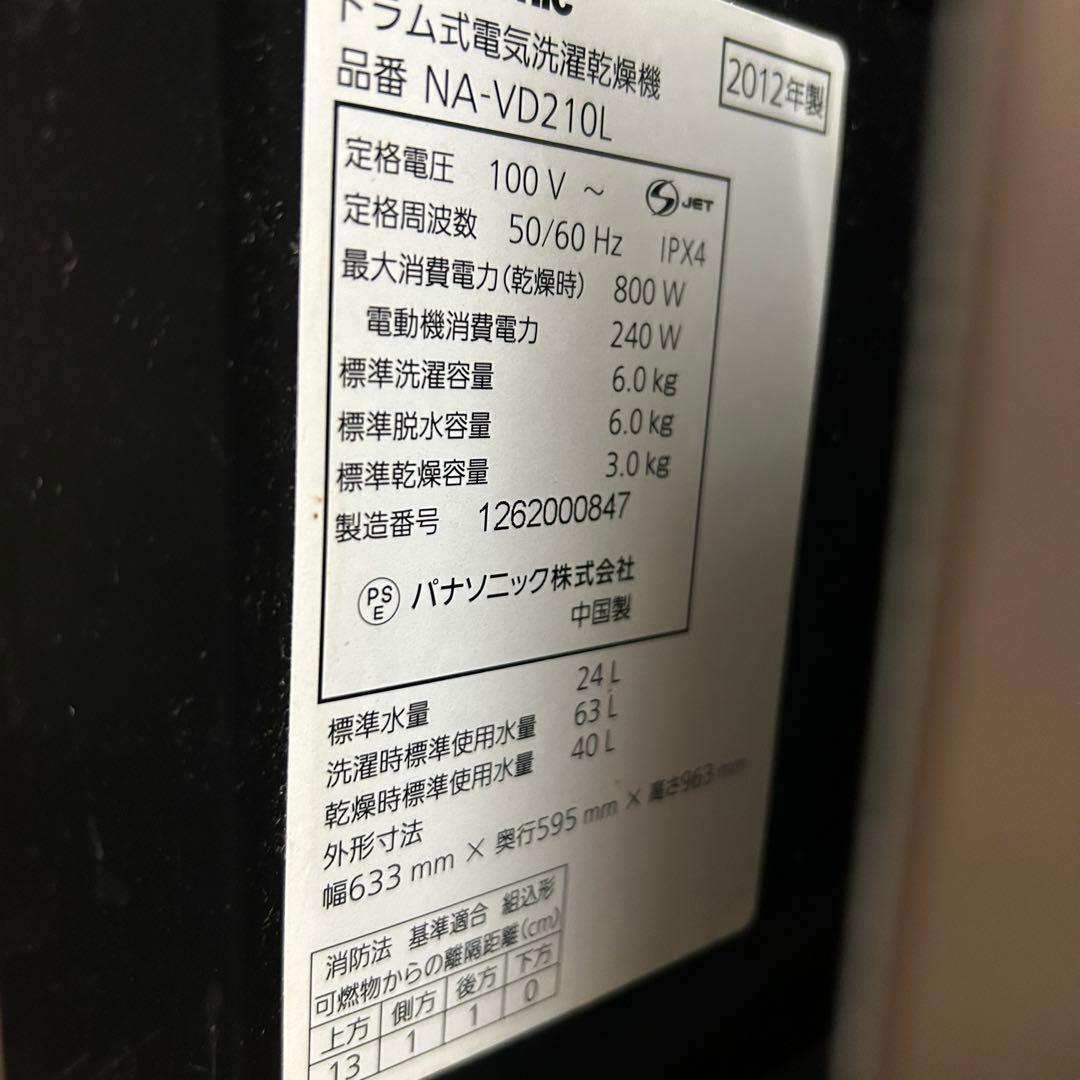 ドラム式電気洗濯乾燥機
2012年製
品番 NA-VD210L
定格電圧 100 V ～
JET
定格周波数 50/60 Hz IPX4
最大消費電力(乾燥時) 800 W
電動機消費電力 240 W
標準洗濯容量 6.0 kg
標準脱水容量 6.0 kg
標準乾燥容量 3.0 kg
製造番号 1262000847
PS
E
パナソニック株式会社
中国製
標準水量 24 L
洗濯時標準使用水量 63 L
乾燥時標準使用水量 40 L
外形寸法
幅633 mm × 奥行595 mm × 高さ963 mm
消防法 基準適合 組込形
可燃物からの離隔距離(cm)
上方 側方 後方 下方
13 1 1 0